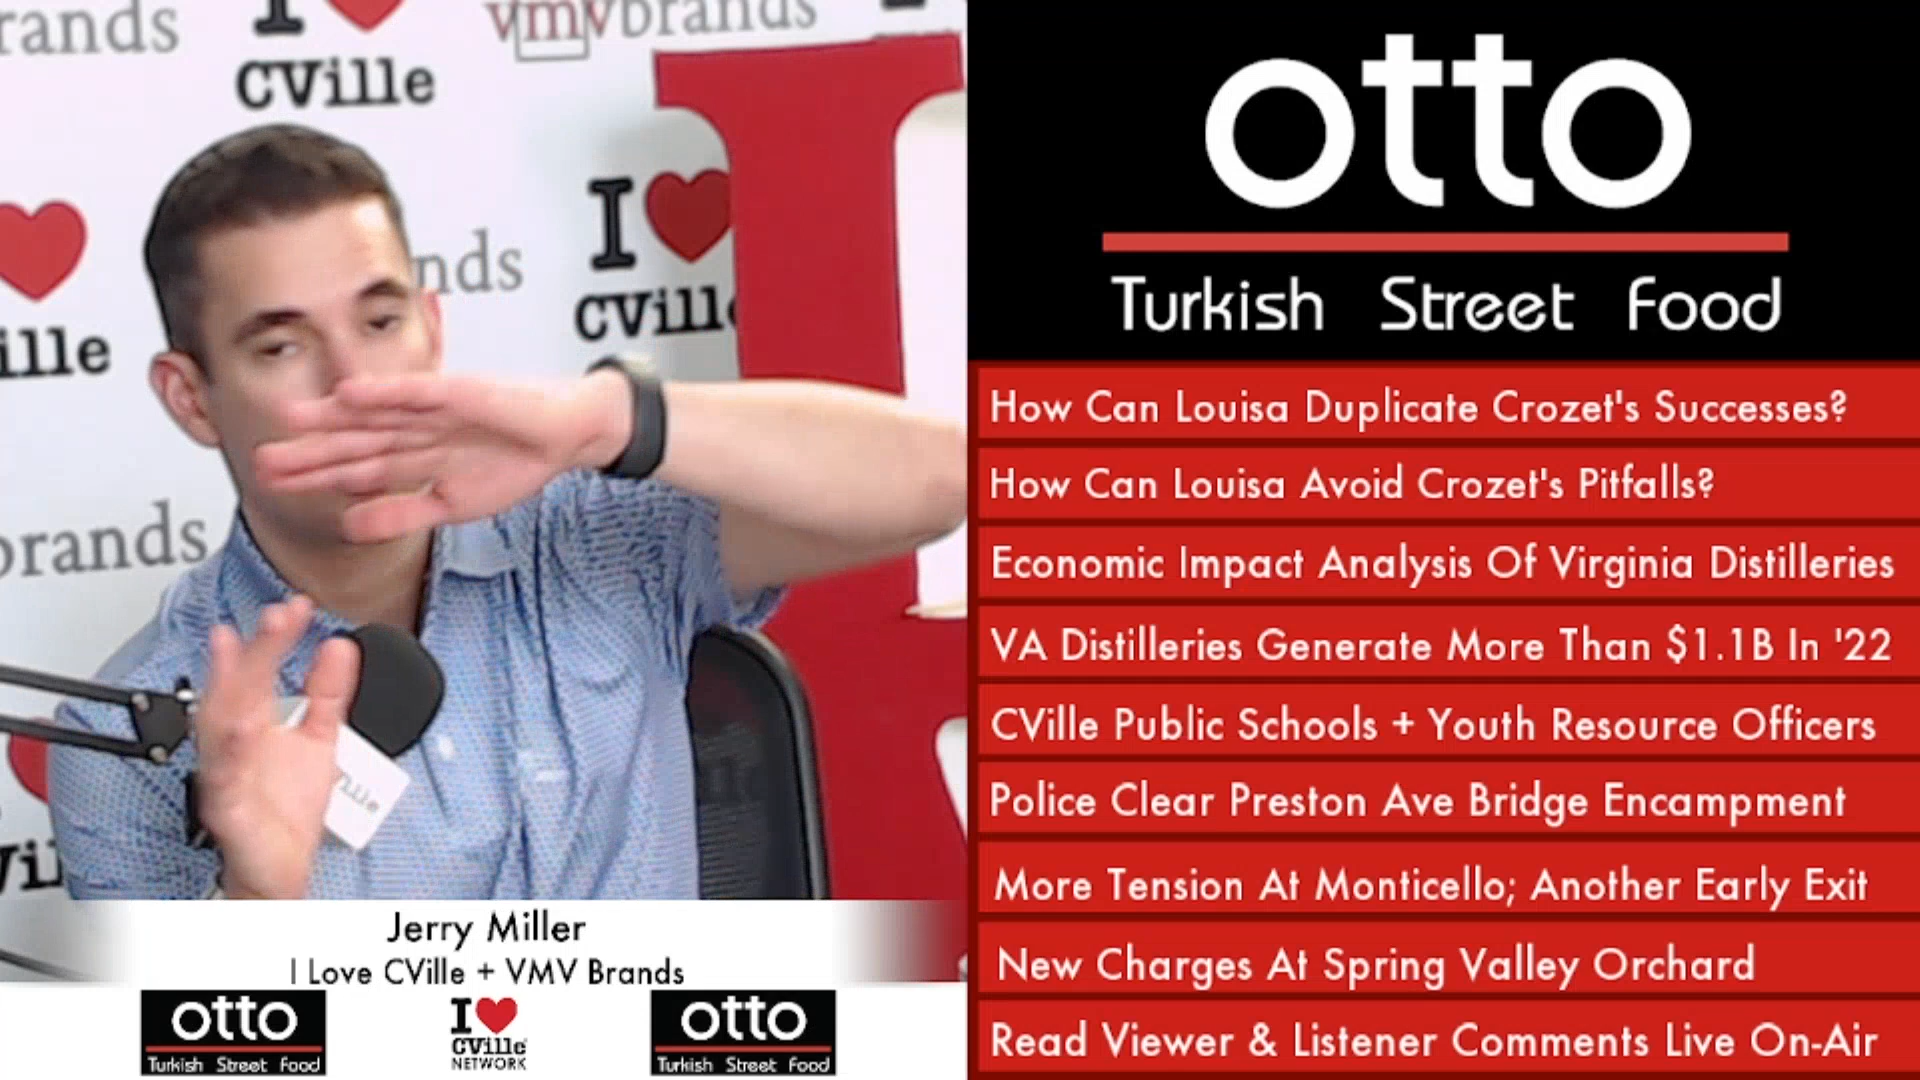 rands
I
CVille
vmvbrands
I
CVille
nds
ille
brands
Ville
Vil
otto
Turkish Street Food
How Can Louisa Duplicate Crozet's Successes?
How Can Louisa Avoid Crozet's Pitfalls?
Economic Impact Analysis Of Virginia Distilleries
VA Distilleries Generate More Than $1.1B In '22
CVille Public Schools + Youth Resource Officers
Police Clear Preston Ave Bridge Encampment
More Tension At Monticello; Another Early Exit
New Charges At Spring Valley Orchard
Read Viewer & Listener Comments Live On-Air
Jerry Miller
I Love CVille + VMV Brands
otto
Turkish Street Food
I
CVille
NETWORK
otto
Turkish Street Food